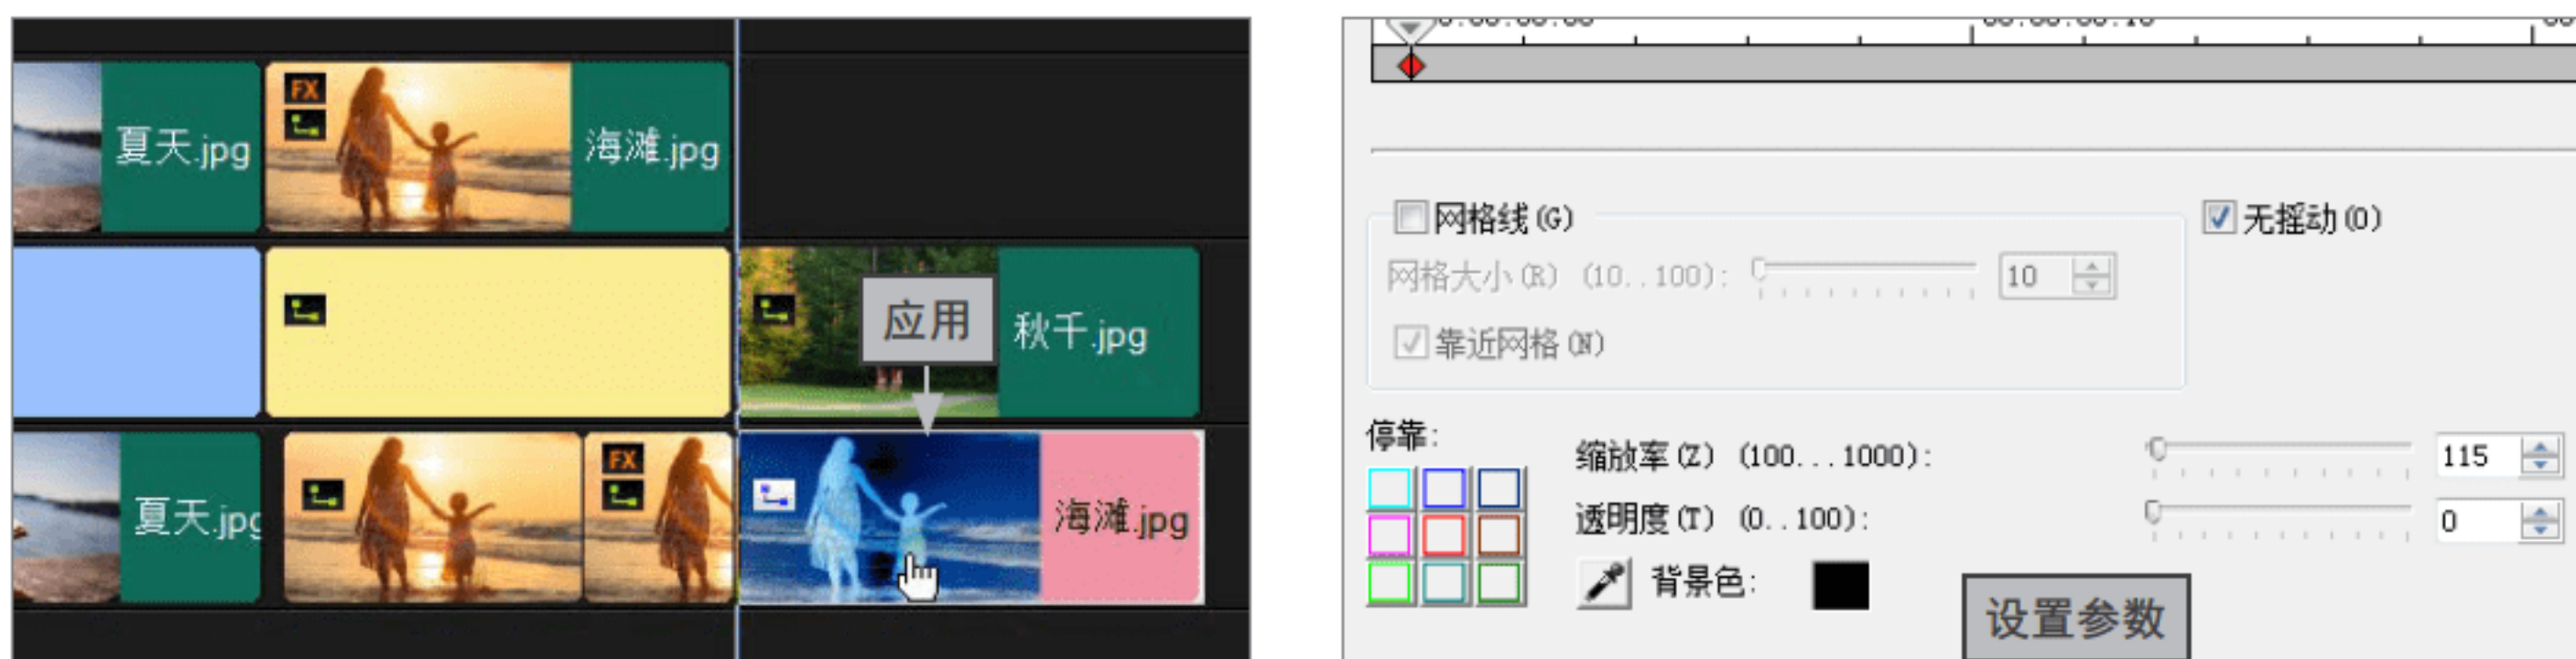 夏天.jpg
FX
海滩.jpg
应用
秋千.jpg
夏天.jpg
FX
海滩.jpg
网格线(G)
无摇动(O)
网格大小(R) (10..100):
10
靠近网格(N)
停靠:
缩放率(Z) (100...1000):
115
透明度(T) (0..100):
0
背景色:
设置参数